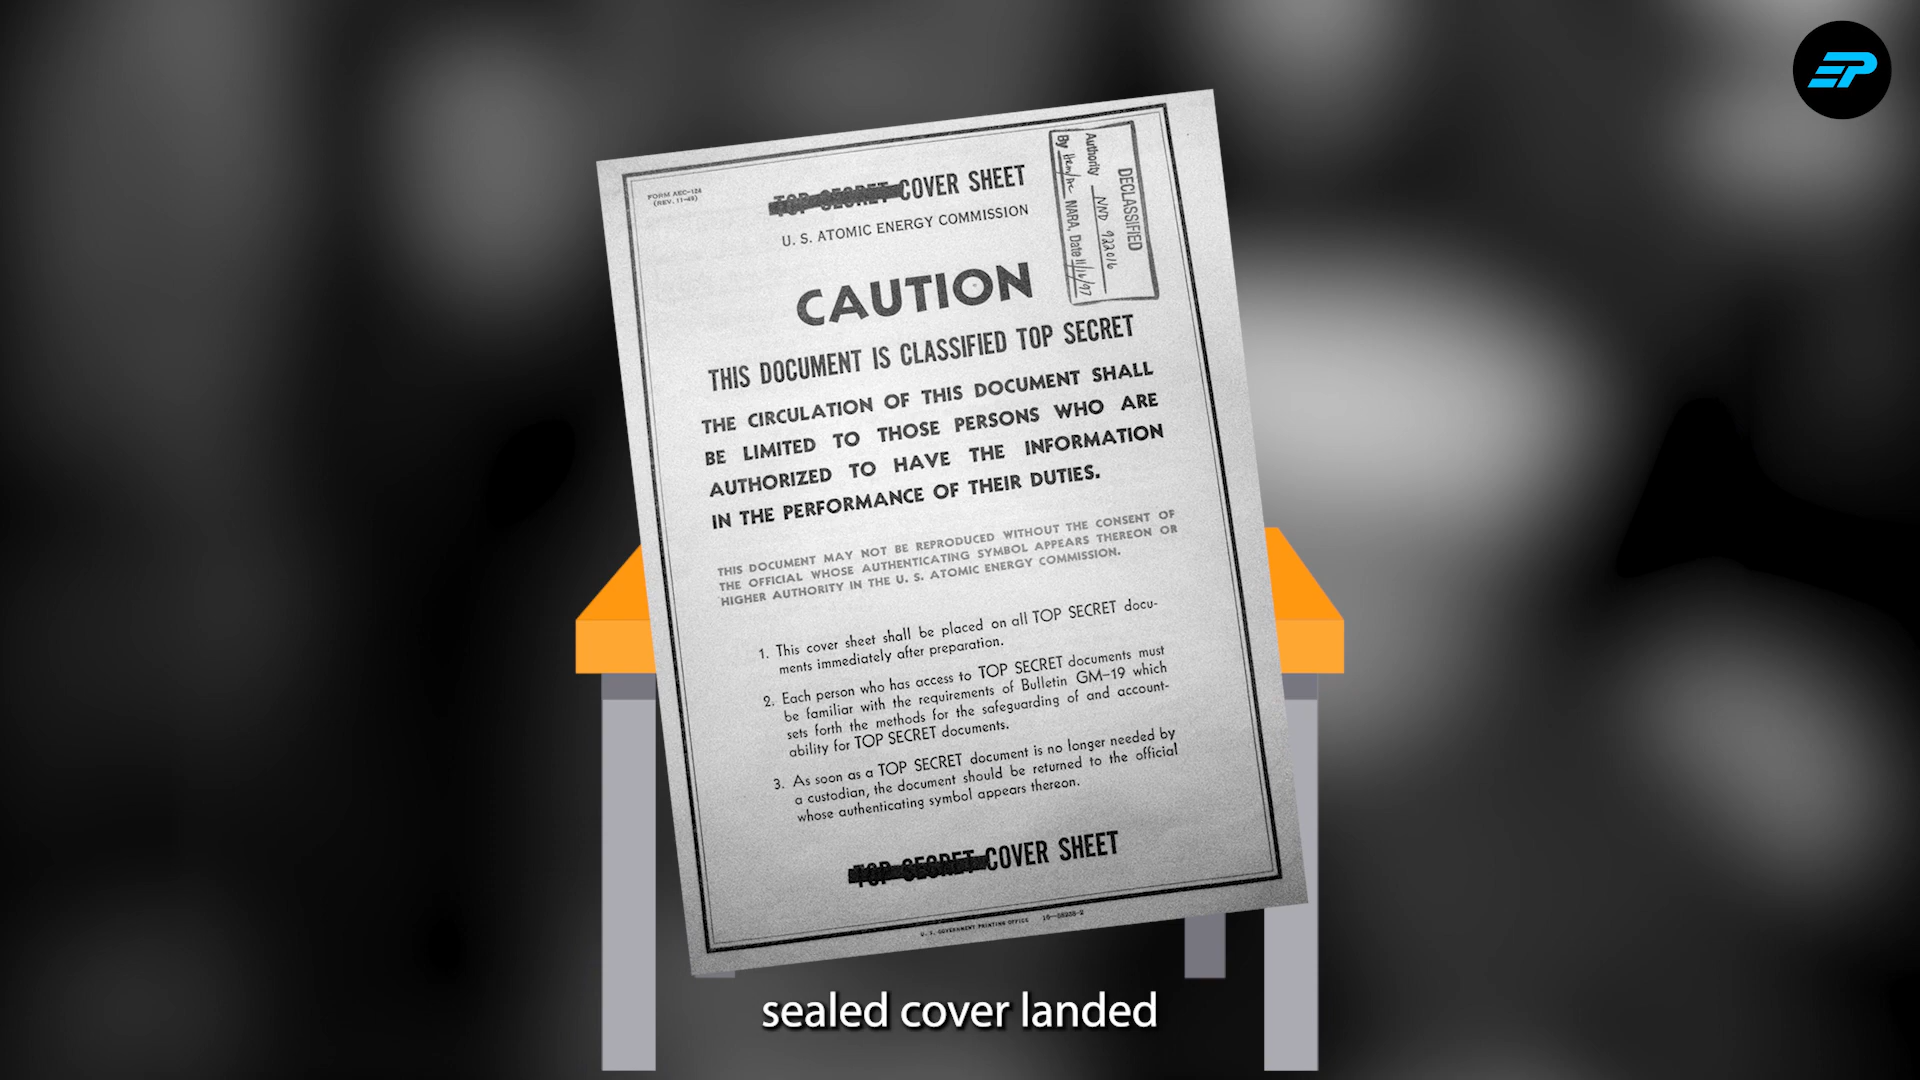 EP
FORM AEC-124
(REV. 11-49)
TOP SECRET COVER SHEET
U. S. ATOMIC ENERGY COMMISSION
DECLASSIFIED
Authority NND 922016
By NARA, Date 11/16/97
CAUTION
THIS DOCUMENT IS CLASSIFIED TOP SECRET
THE CIRCULATION OF THIS DOCUMENT SHALL
BE LIMITED TO THOSE PERSONS WHO ARE
AUTHORIZED TO HAVE THE INFORMATION
IN THE PERFORMANCE OF THEIR DUTIES.
THIS DOCUMENT MAY NOT BE REPRODUCED WITHOUT THE CONSENT OF
THE OFFICIAL WHOSE AUTHENTICATING SYMBOL APPEARS THEREON OR
HIGHER AUTHORITY IN THE U. S. ATOMIC ENERGY COMMISSION.
1. This cover sheet shall be placed on all TOP SECRET docu-
ments immediately after preparation.
2. Each person who has access to TOP SECRET documents must
be familiar with the requirements of Bulletin GM-19 which
sets forth the methods for the safeguarding of and account-
ability for TOP SECRET documents.
3. As soon as a TOP SECRET document is no longer needed by
a custodian, the document should be returned to the official
whose authenticating symbol appears thereon.
TOP SECRET COVER SHEET
U. S. GOVERNMENT PRINTING OFFICE
sealed cover landed